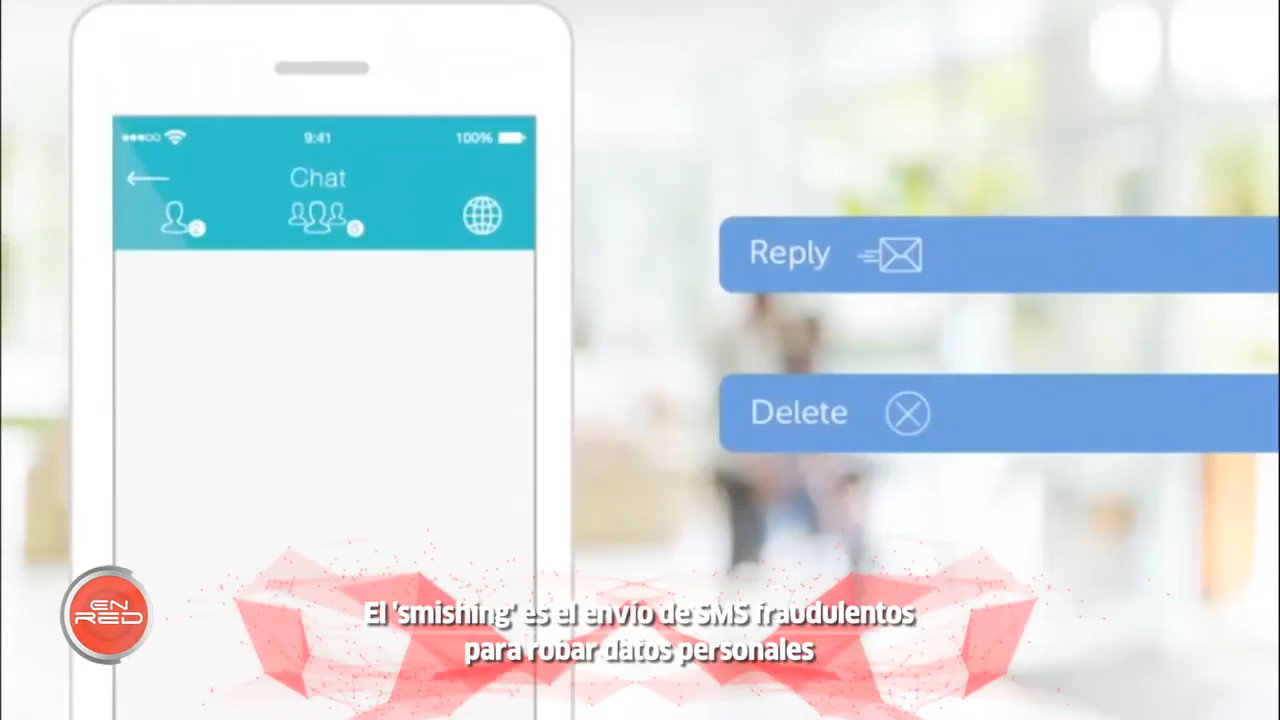 9:41
100%
Chat
2
Reply
Delete
EN
RED
El 'smishing' es el envío de SMS fraudulentos
para robar datos personales